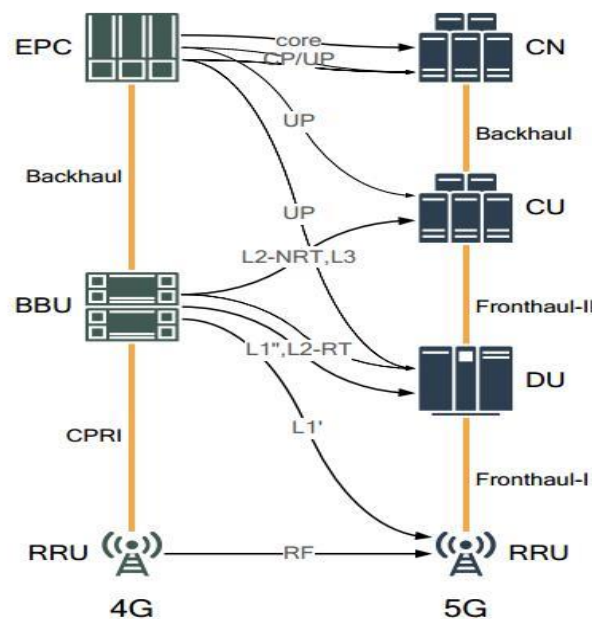 EPC
core
CN
CP/UP
Backhaul
UP
Backhaul
CU
UP
L2-NRT,L3
BBU
Fronthaul-II
L1",L2-RT
DU
CPRI
L1'
Fronthaul-I
RRU
RF
RRU
4G
5G